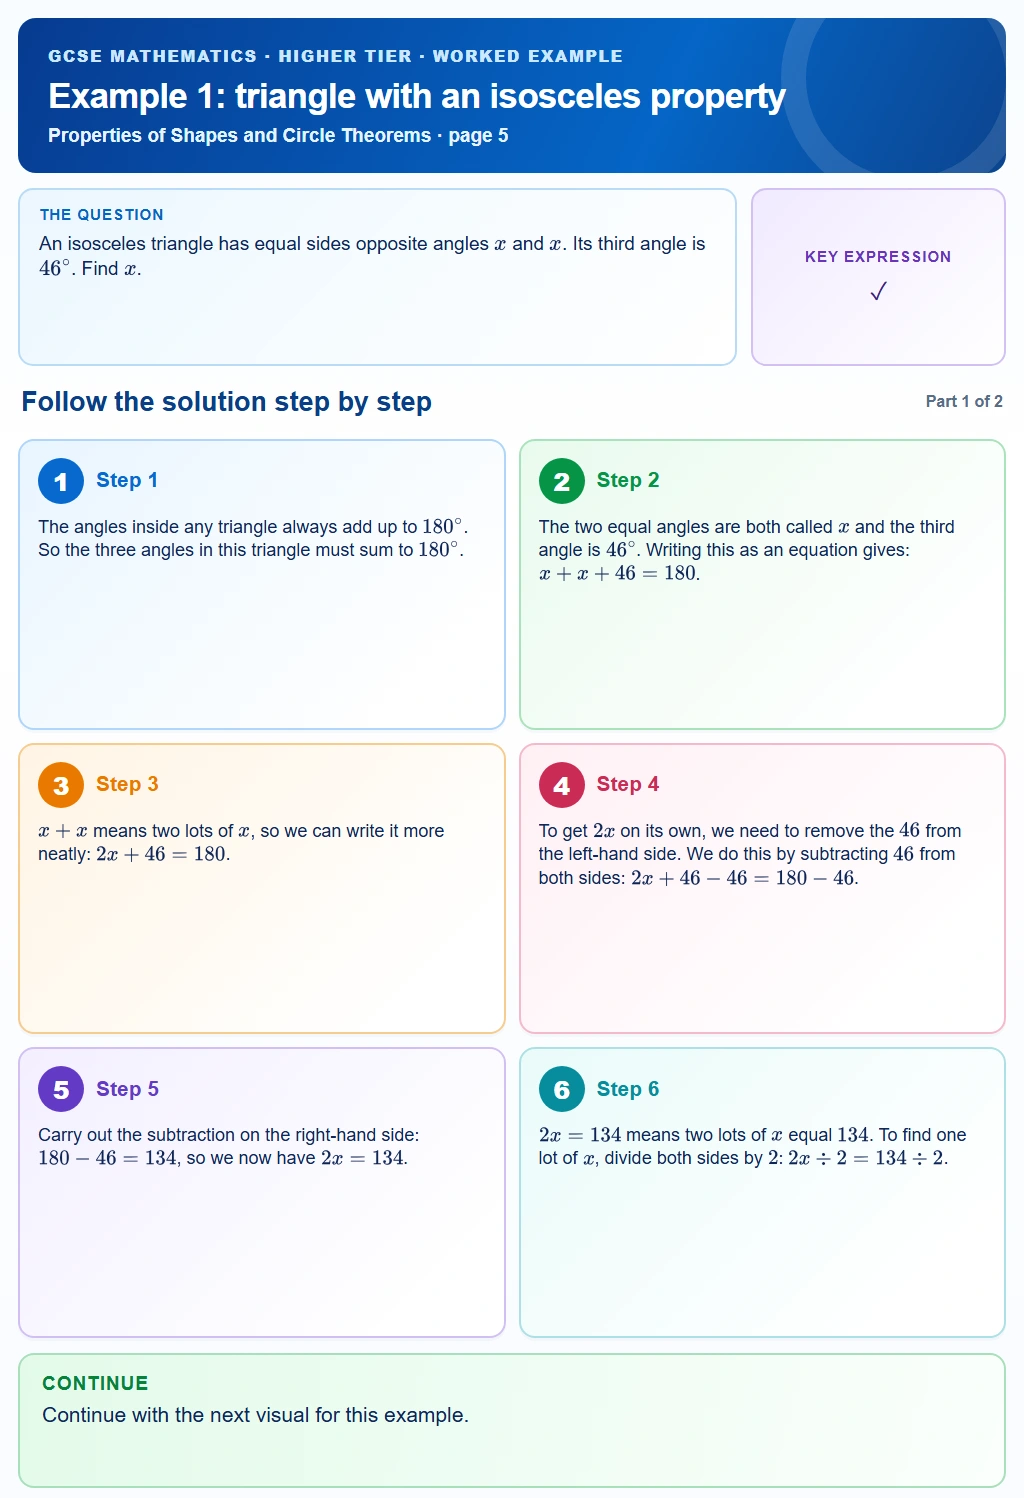 GCSE MATHEMATICS · HIGHER TIER · WORKED EXAMPLE
Example 1: triangle with an isosceles property
Properties of Shapes and Circle Theorems · page 5
THE QUESTION
An isosceles triangle has equal sides opposite angles x and x. Its third angle is
46°. Find x.
KEY EXPRESSION
✓
Follow the solution step by step
Part 1 of 2
1 Step 1
The angles inside any triangle always add up to 180°.
So the three angles in this triangle must sum to 180°.
2 Step 2
The two equal angles are both called x and the third
angle is 46°. Writing this as an equation gives:
x + x + 46 = 180.
3 Step 3
x + x means two lots of x, so we can write it more
neatly: 2x + 46 = 180.
4 Step 4
To get 2x on its own, we need to remove the 46 from
the left-hand side. We do this by subtracting 46 from
both sides: 2x + 46 − 46 = 180 − 46.
5 Step 5
Carry out the subtraction on the right-hand side:
180 − 46 = 134, so we now have 2x = 134.
6 Step 6
2x = 134 means two lots of x equal 134. To find one
lot of x, divide both sides by 2: 2x ÷ 2 = 134 ÷ 2.
CONTINUE
Continue with the next visual for this example.